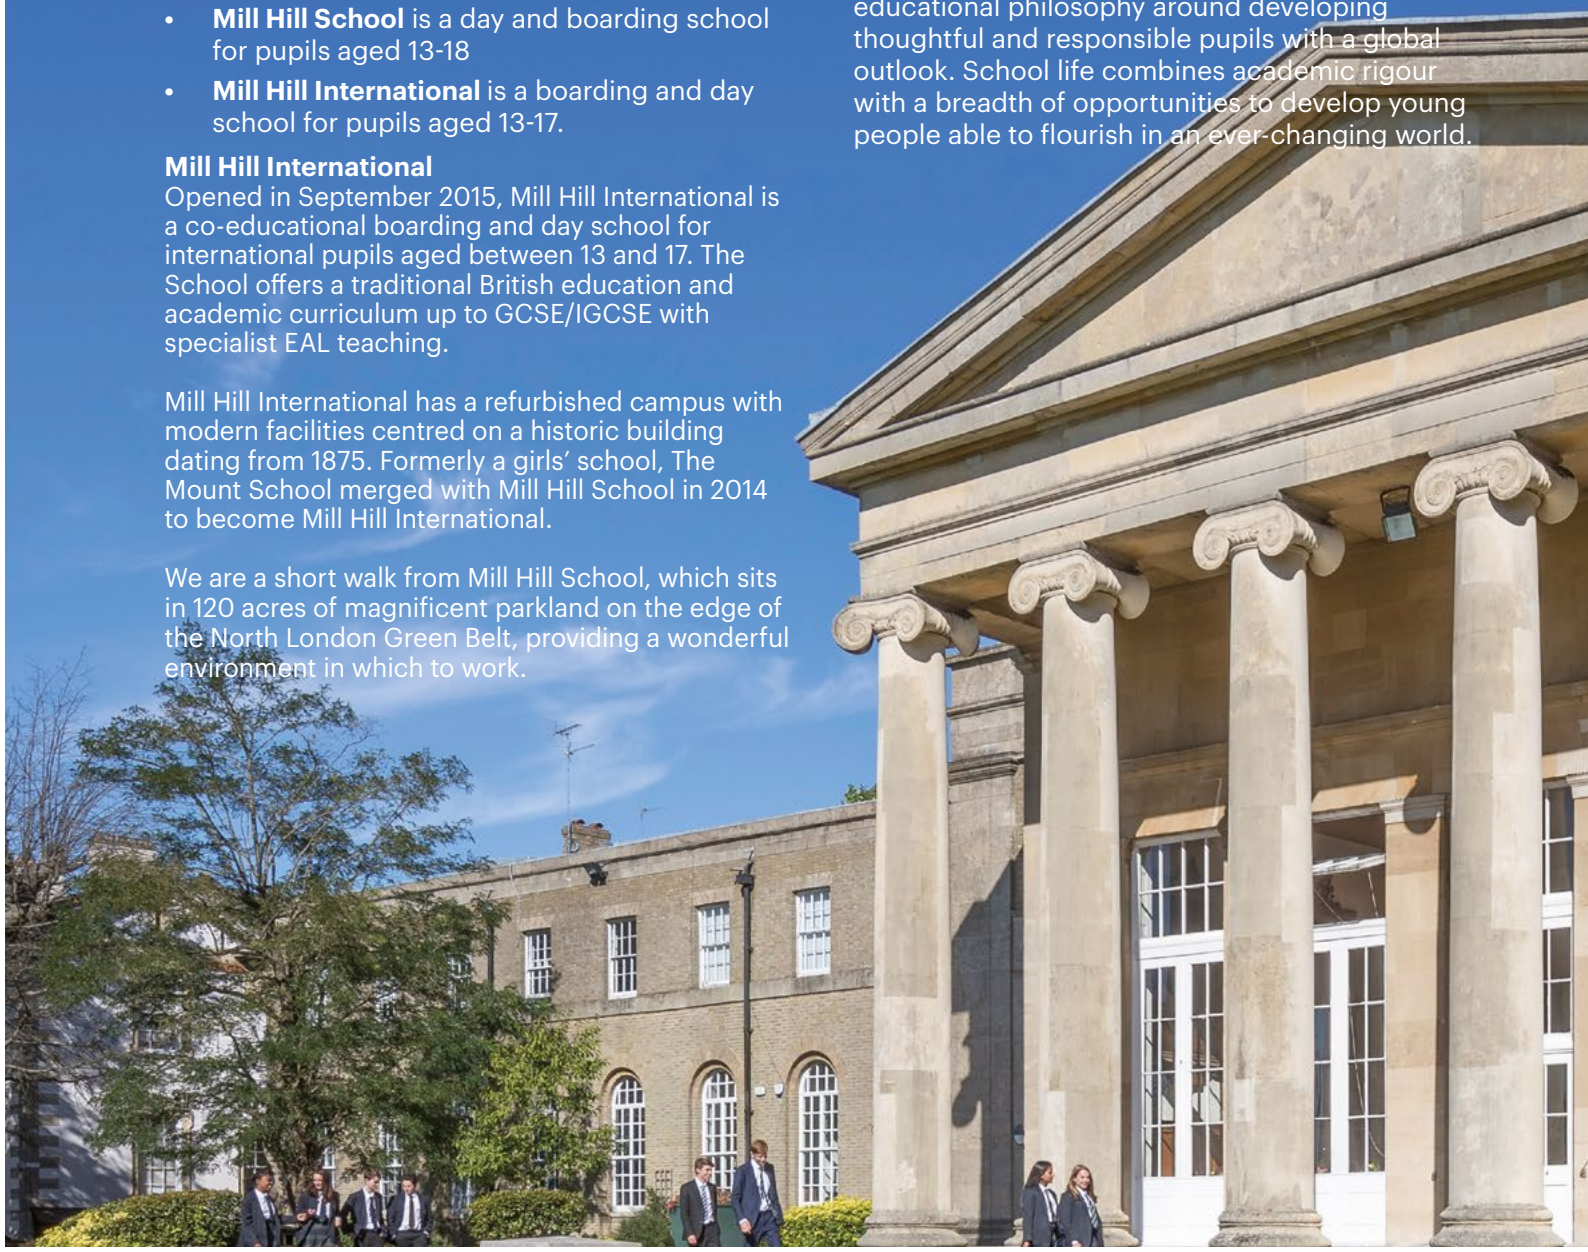 • Mill Hill School is a day and boarding school
for pupils aged 13-18
• Mill Hill International is a boarding and day
school for pupils aged 13-17.
Mill Hill International
Opened in September 2015, Mill Hill International is
a co-educational boarding and day school for
international pupils aged between 13 and 17. The
School offers a traditional British education and
academic curriculum up to GCSE/IGCSE with
specialist EAL teaching.
Mill Hill International has a refurbished campus with
modern facilities centred on a historic building
dating from 1875. Formerly a girls’ school, The
Mount School merged with Mill Hill School in 2014
to become Mill Hill International.
We are a short walk from Mill Hill School, which sits
in 120 acres of magnificent parkland on the edge of
the North London Green Belt, providing a wonderful
environment in which to work.
educational philosophy around developing
thoughtful and responsible pupils with a global
outlook. School life combines academic rigour
with a breadth of opportunities to develop young
people able to flourish in an ever-changing world.